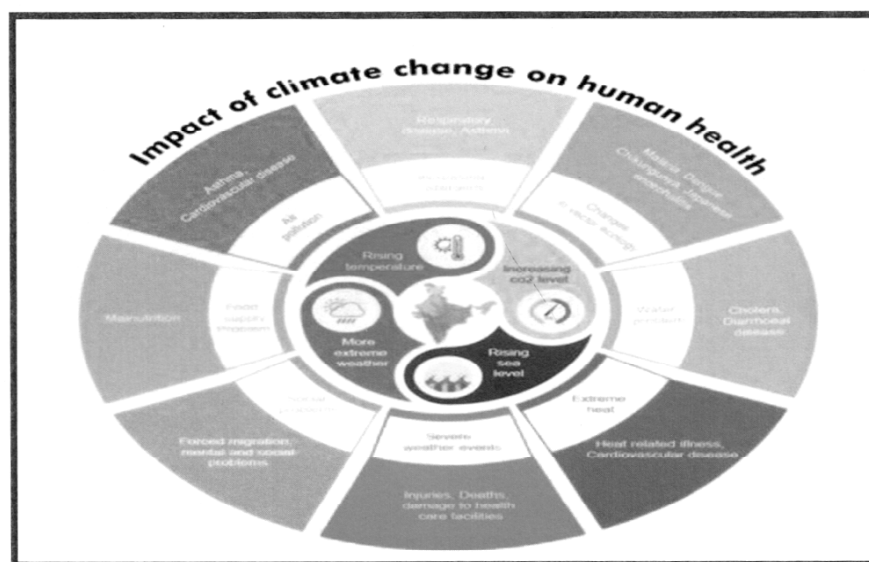 Impact of climate change on human health
Respiratory
disease, Asthma
Malaria, Dengue,
Chikungunya, Japanese
encephalitis
Changes
in vector ecology
Cholera,
Diarrhoeal
disease
Water
Heat related illness,
Cardiovascular disease
Extreme
heat
Injuries, Deaths,
damage to health
care facilities
Severe
weather events
Forced migration,
mental and social
problems
Malnutrition
Food
supply
Asthma,
Cardiovascular disease
Air
pollution
Rising
temperature
Increasing
co2 level
Rising
sea
level
More
extreme
weather